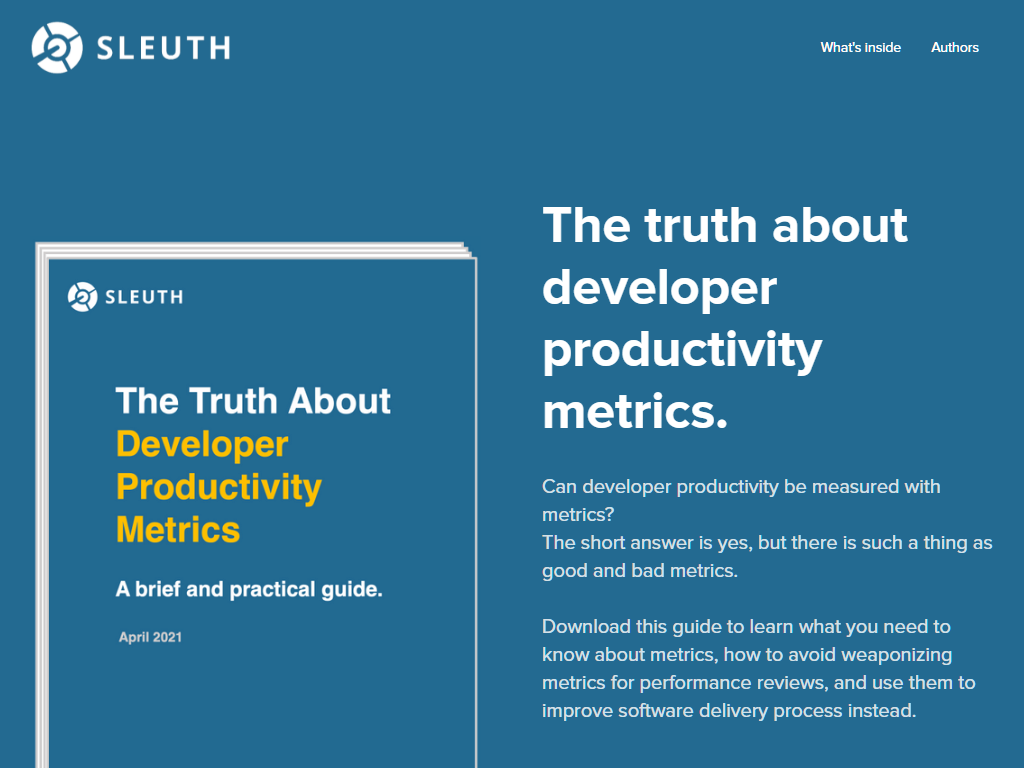 SLEUTH
What's inside
Authors
SLEUTH
The Truth About
Developer
Productivity
Metrics
A brief and practical guide.
April 2021
The truth about
developer
productivity
metrics.
Can developer productivity be measured with
metrics?
The short answer is yes, but there is such a thing as
good and bad metrics.
Download this guide to learn what you need to
know about metrics, how to avoid weaponizing
metrics for performance reviews, and use them to
improve software delivery process instead.